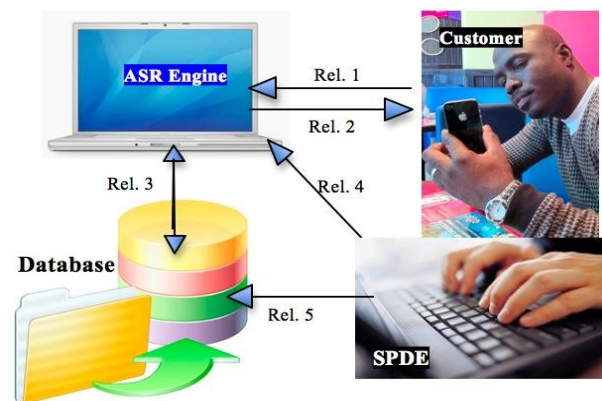 Customer
ASR Engine
Rel. 1
Rel. 2
Rel. 3
Rel. 4
Database
Rel. 5
SPDE